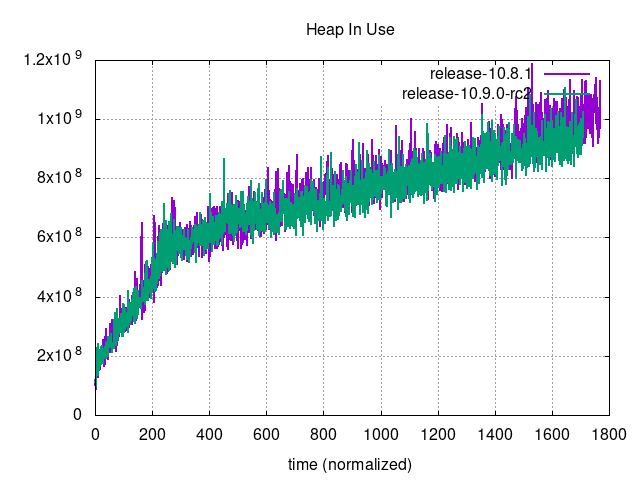 Heap In Use
1.2x10 9
1x10 9
8x10 8
6x10 8
4x10 8
2x10 8
0
release-10.8.1
release-10.9.0-rc2
0 200 400 600 800 1000 1200 1400 1600 1800
time (normalized)